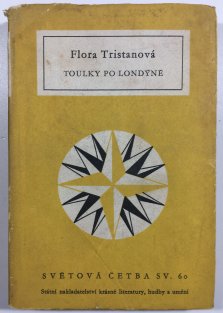 Flora Tristanová
TOULKY PO LONDÝNĚ
SVĚTOVÁ ČETBA SV. 60
Státní nakladatelství krásné literatury, hudby a umění